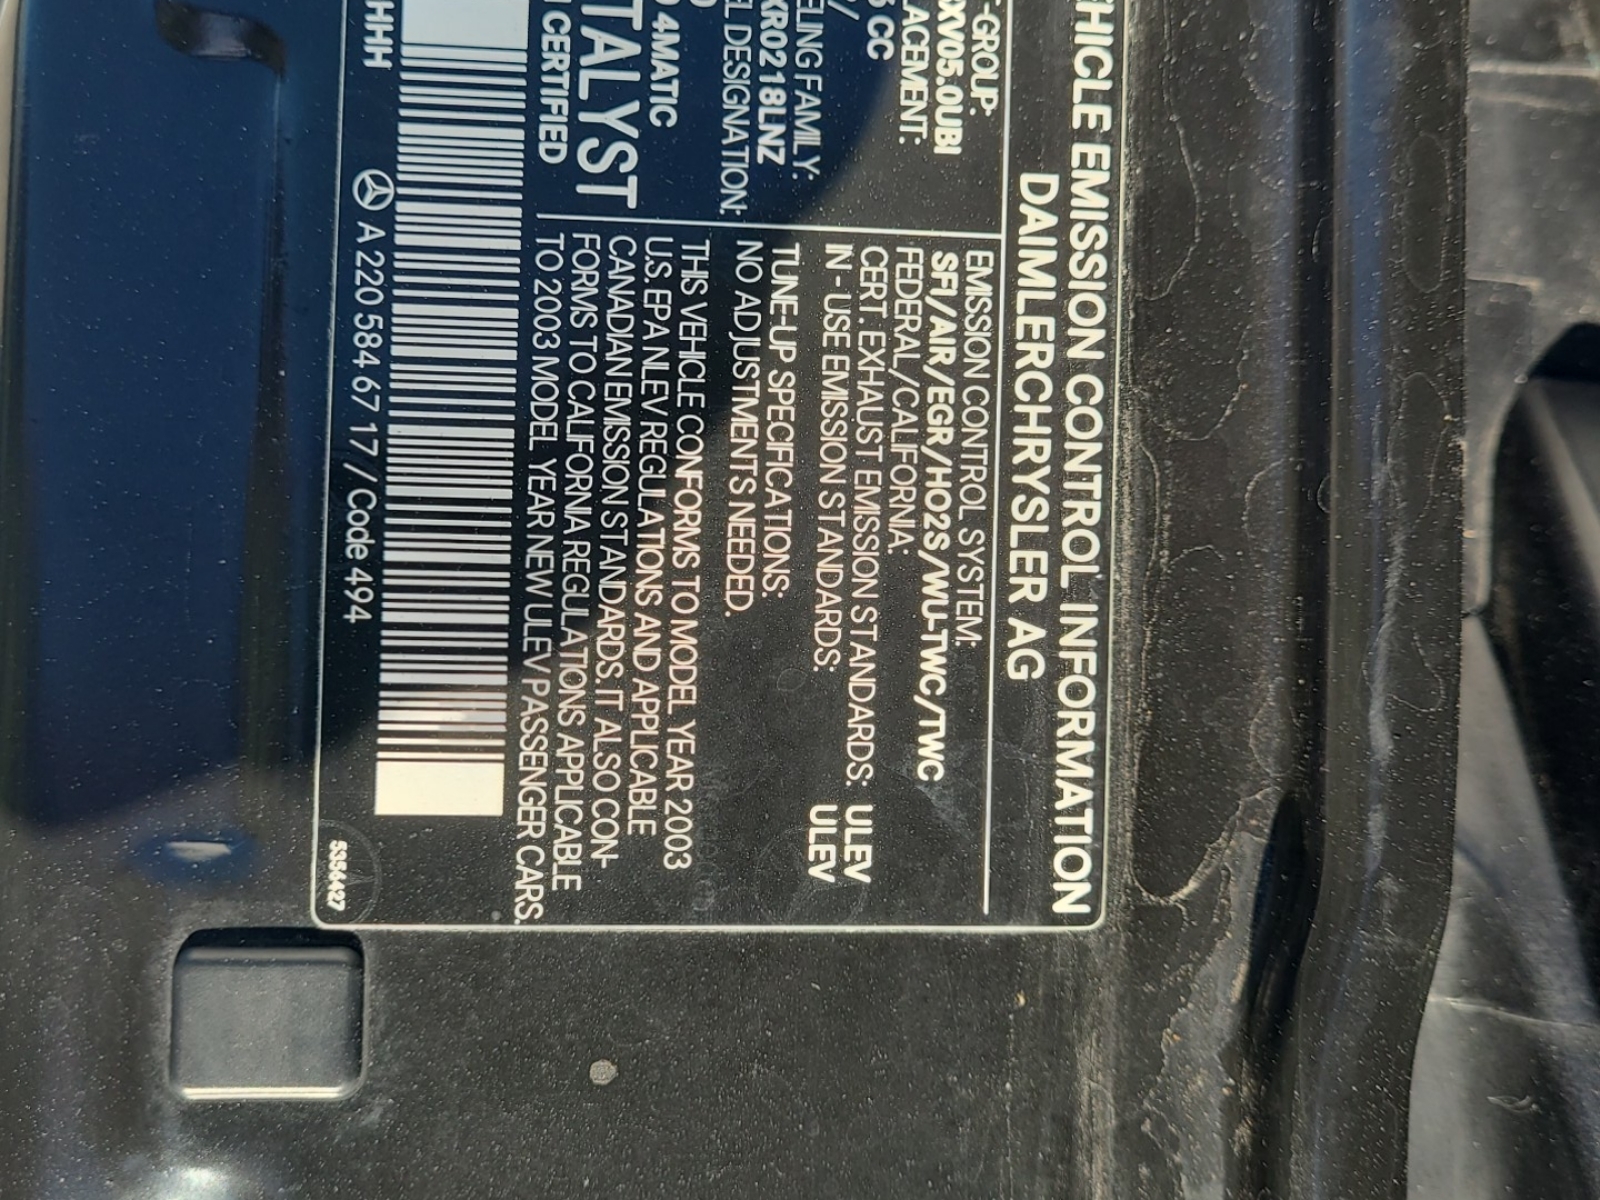 VEHICLE EMISSION CONTROL INFORMATION
DAIMLERCHRYSLER AG
-GROUP:
XV05.0UBI
LACEMENT:
CC
ELING FAMILY:
XR0218LNZ
EL DESIGNATION:
4MATIC
TALYST
CERTIFIED
EMISSION CONTROL SYSTEM:
SFI/AIR/EGR/HO2S/WU-TWC/TWC
FEDERAL/CALIFORNIA:
CERT. EXHAUST EMISSION STANDARDS: ULEV
IN - USE EMISSION STANDARDS: ULEV
TUNE-UP SPECIFICATIONS:
NO ADJUSTMENTS NEEDED.
THIS VEHICLE CONFORMS TO MODEL YEAR 2003
U.S. EPA NLEV REGULATIONS AND APPLICABLE
CANADIAN EMISSION STANDARDS. IT ALSO CON-
FORMS TO CALIFORNIA REGULATIONS APPLICABLE
TO 2003 MODEL YEAR NEW ULEV PASSENGER CARS.
HHH A 220 584 67 17 / Code 494
5356427